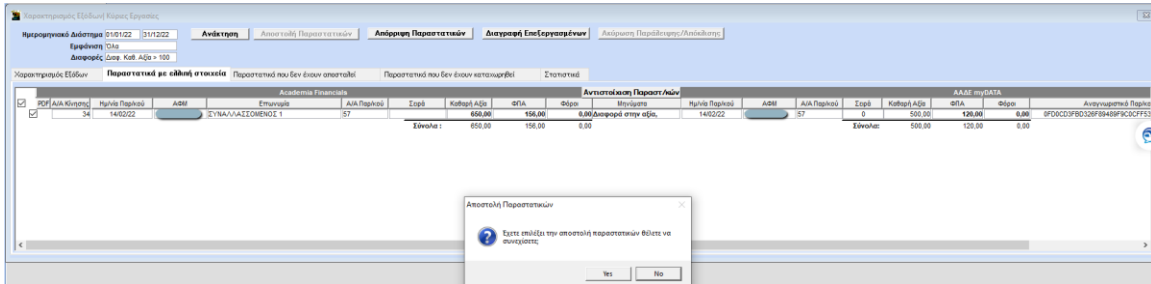 Χαρακτηρισμός Εξόδων| Κύριες Εργασίες
Ημερομηνιακό Διάστημα 01/01/22 31/12/22 Ανάκτηση Αποστολή Παραστατικών Απόρριψη Παραστατικών Διαγραφή Επεξεργασμένων Ακύρωση Παράλειψης/Απόκλισης
Εμφάνιση Όλα
Διαφορές Διαφ. Καθ. Αξία > 100
Χαρακτηρισμός Εξόδων Παραστατικά με ελλιπή στοιχεία Παραστατικά που δεν έχουν αποσταλεί Παραστατικά που δεν έχουν καταχωρηθεί Στατιστικά
Academia Financials Αντιστοίχιση Παραστ/κών ΑΑΔΕ myDATA
PDF Α/Α Κίνησης Ημ/νία Παρ/κού ΑΦΜ Επωνυμία Α/Α Παρ/κού Σειρά Καθαρή Αξία ΦΠΑ Φόροι Μηνύματα Ημ/νία Παρ/κού ΑΦΜ Α/Α Παρ/κού Σειρά Καθαρή Αξία ΦΠΑ Φόροι Αναγνωριστικό Παρ/κο
34 14/02/22 ΣΥΝΑΛΛΑΣΣΟΜΕΝΟΣ 1 57 650,00 156,00 0,00 Διαφορά στην αξία, 14/02/22 57 0 500,00 120,00 0,00 0FD0CD3FBD326F89489F9C0CFF53
Σύνολα : 650,00 156,00 0,00 Σύνολα: 500,00 120,00 0,00
Αποστολή Παραστατικών
Έχετε επιλέξει την αποστολή παραστατικών θέλετε να
συνεχίσετε;
Yes No